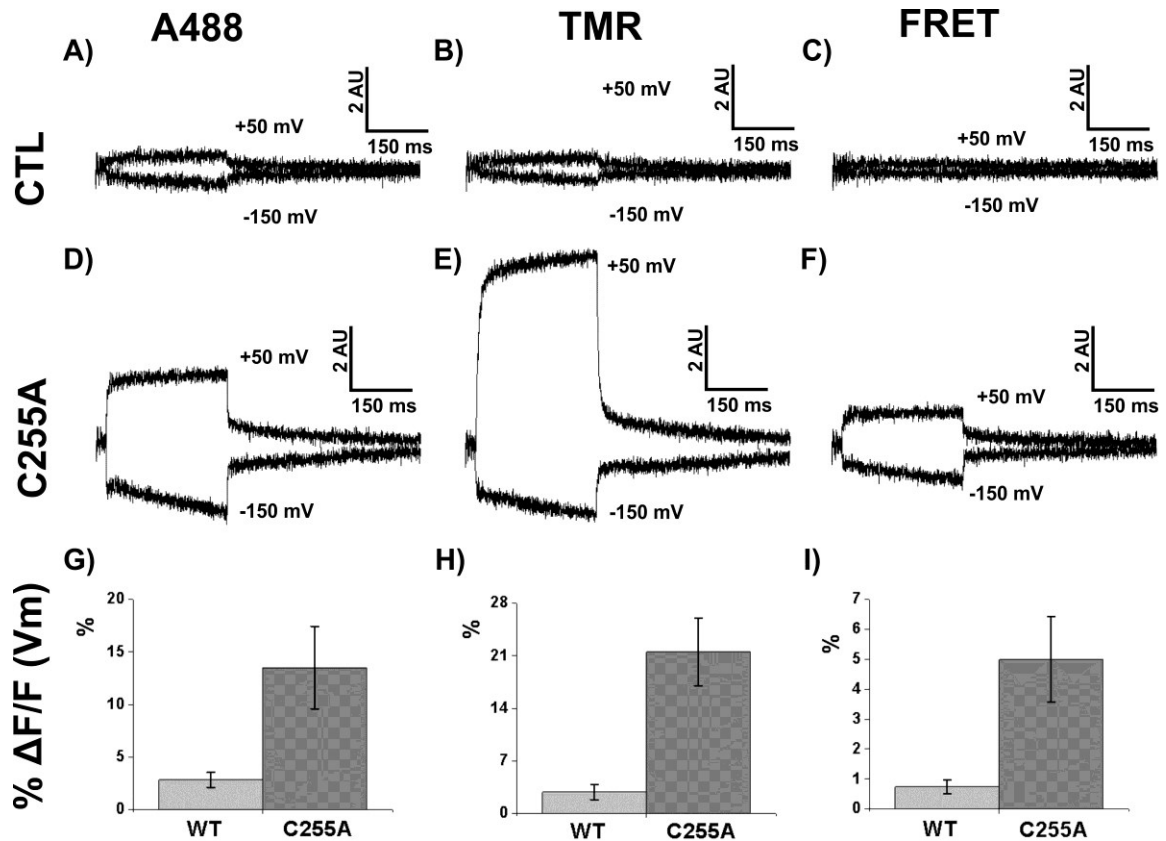 A488 TMR FRET
A) B) C)
CTL
+50 mV 2 AU 150 ms -150 mV
+50 mV 2 AU 150 ms -150 mV
+50 mV 2 AU 150 ms -150 mV
D) E) F)
C255A
+50 mV 2 AU 150 ms -150 mV
+50 mV 2 AU 150 ms -150 mV
+50 mV 2 AU 150 ms -150 mV
G) H) I)
% ΔF/F (Vm)
%
20
15
10
5
0
WT C255A
%
28
21
14
7
0
WT C255A
%
7
6
5
4
3
2
1
0
WT C255A